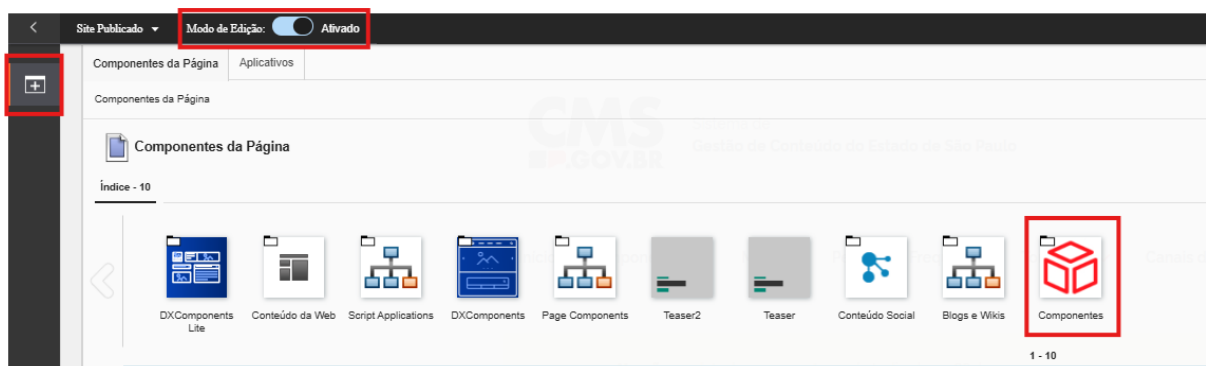 Site Publicado Modo de Edição: Ativado
Componentes da Página Aplicativos
Componentes da Página
CMS
SP.GOV.BR
Gestão de Conteúdo do Estado de São Paulo
Componentes da Página
Índice - 10
DXComponents Lite
Conteúdo da Web
Script Applications
DXComponents
Page Components
Teaser2
Teaser
Conteúdo Social
Blogs e Wikis
Componentes
1 - 10